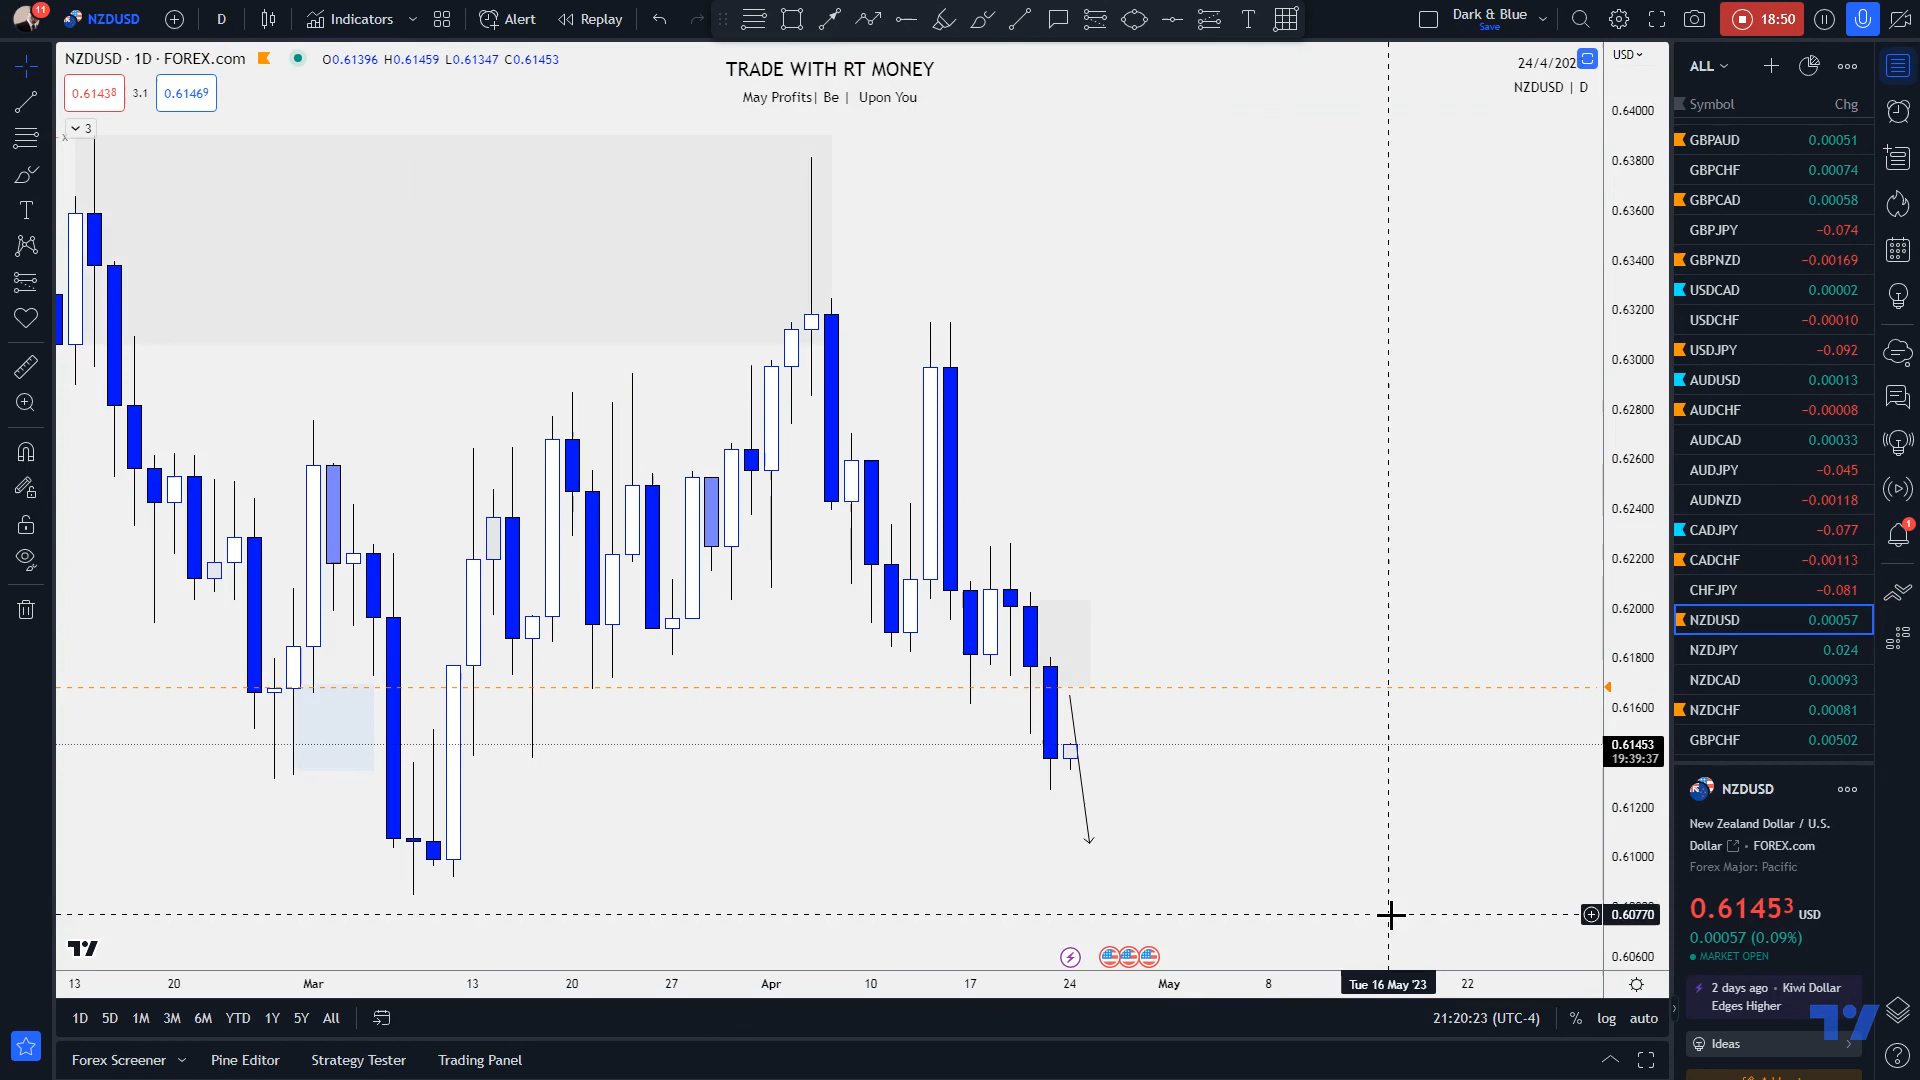 11
NZDUSD
D
Indicators
Alert
Replay
Dark & Blue
Save
18:50
NZDUSD · 1D · FOREX.com
O0.61396 H0.61459 L0.61347 C0.61453
0.61438
3.1
0.61469
3
TRADE WITH RT MONEY
May Profits| Be | Upon You
24/4/202
NZDUSD | D
USD
0.64000
0.63800
0.63600
0.63400
0.63200
0.63000
0.62800
0.62600
0.62400
0.62200
0.62000
0.61800
0.61600
0.61453
19:39:37
0.61200
0.61000
0.60770
0.60600
13
20
Mar
13
20
27
Apr
10
17
24
May
8
Tue 16 May '23
22
1D
5D
1M
3M
6M
YTD
1Y
5Y
All
21:20:23 (UTC-4)
%
log
auto
Forex Screener
Pine Editor
Strategy Tester
Trading Panel
ALL
Symbol
Chg
GBPAUD 0.00051
GBPCHF 0.00074
GBPCAD 0.00058
GBPJPY −0.074
GBPNZD −0.00169
USDCAD 0.00002
USDCHF −0.00010
USDJPY −0.092
AUDUSD 0.00013
AUDCHF −0.00008
AUDCAD 0.00033
AUDJPY −0.045
AUDNZD −0.00118
CADJPY −0.077
CADCHF −0.00113
CHFJPY −0.081
NZDUSD 0.00057
NZDJPY 0.024
NZDCAD 0.00093
NZDCHF 0.00081
GBPCHF 0.00502
NZDUSD
New Zealand Dollar / U.S.
Dollar • FOREX.com
Forex Major: Pacific
0.61453 USD
0.00057 (0.09%)
MARKET OPEN
2 days ago • Kiwi Dollar
Edges Higher
Ideas
1